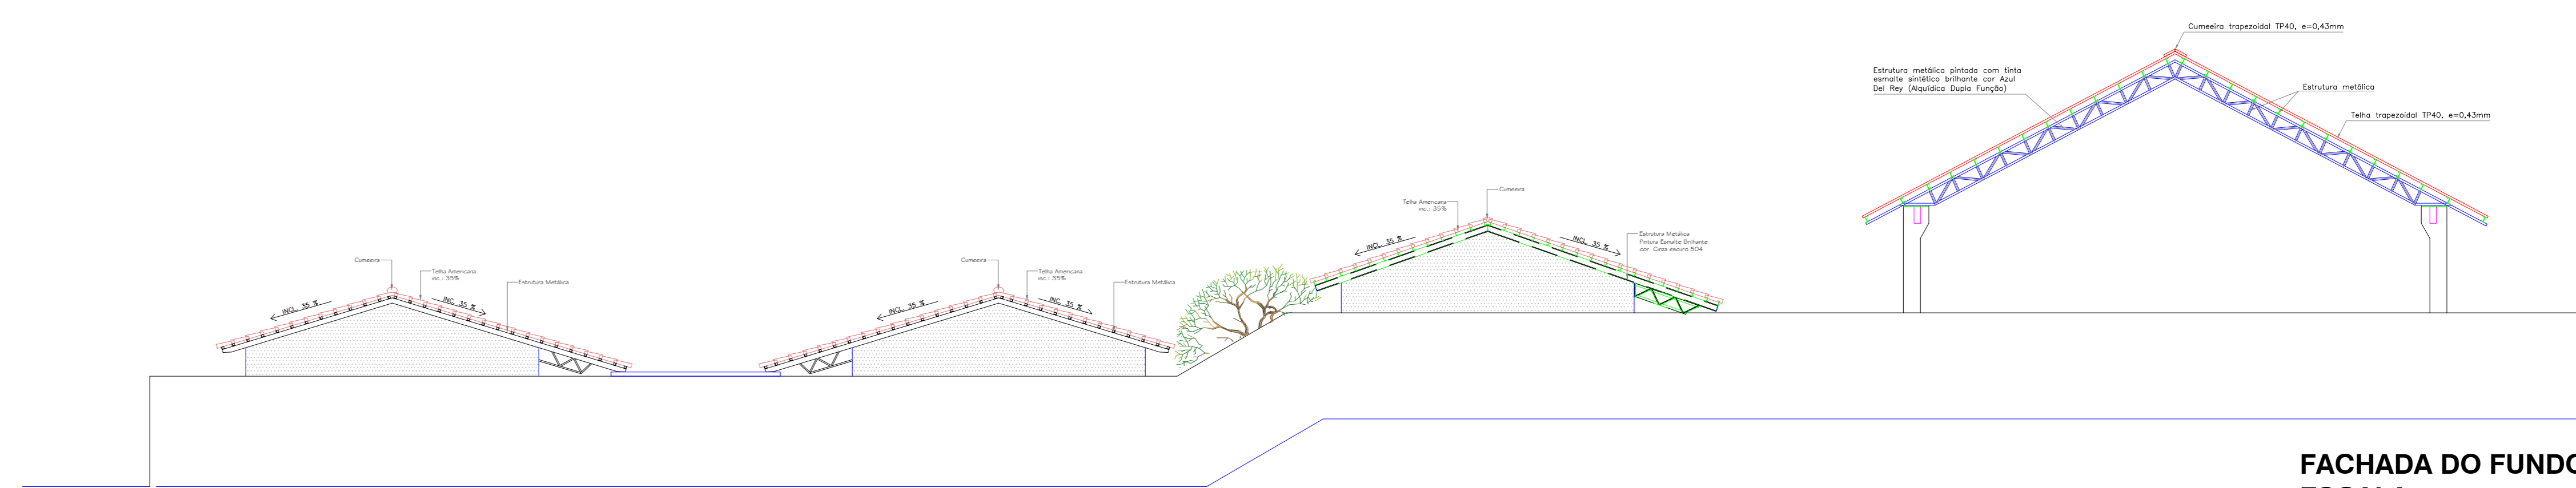 Cumeeira trapezoidal TP40, e=0,43mm
Estrutura metálica pintada com tinta
esmalte sintético brilhante cor Azul
Del Rey (Alquídica Dupla Função)
Estrutura metálica
Telha trapezoidal TP40, e=0,43mm
Cumeeira
Telha Americana
inc.: 35%
INCL. 35 %
INCL. 35 %
Estrutura Metálica
Pintura Esmalte Brilhante
cor Cinza escuro 504
Cumeeira
Telha Americana
inc.: 35%
Estrutura Metálica
INCL. 35 %
INC. 35 %
Cumeeira
Telha Americana
inc.: 35%
Estrutura Metálica
INCL. 35 %
INC. 35 %
FACHADA DO FUNDO